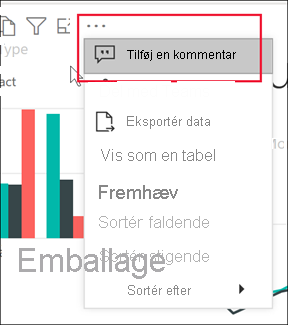 Type
Tilføj en kommentar
act
Eksportér data
Vis som en tabel
Mc
Fremhæv
Sortér faldende
Sortér stigende
Emballage
Sortér efter